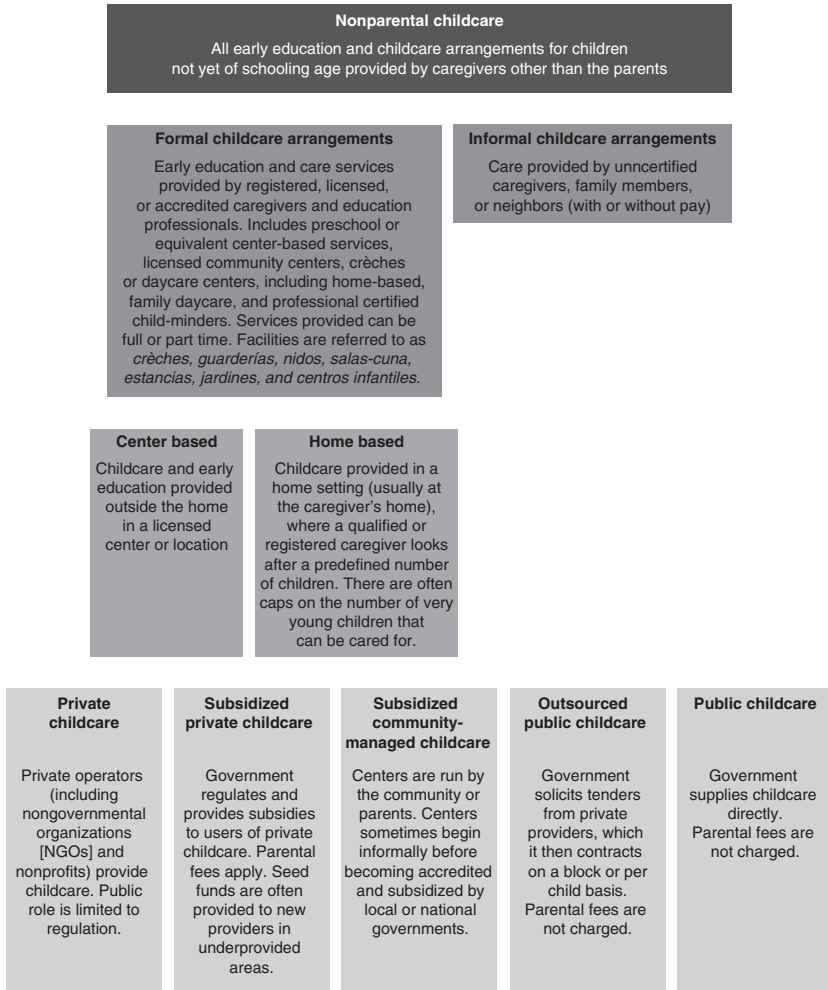 Nonparental childcare
All early education and childcare arrangements for children
not yet of schooling age provided by caregivers other than the parents
Formal childcare arrangements
Early education and care services
provided by registered, licensed,
or accredited caregivers and education
professionals. Includes preschool or
equivalent center-based services,
licensed community centers, crèches
or daycare centers, including home-based,
family daycare, and professional certified
child-minders. Services provided can be
full or part time. Facilities are referred to as
crèches, guarderías, nidos, salas-cuna,
estancias, jardines, and centros infantiles.
Informal childcare arrangements
Care provided by unncertified
caregivers, family members,
or neighbors (with or without pay)
Center based
Childcare and early
education provided
outside the home
in a licensed
center or location
Home based
Childcare provided in a
home setting (usually at
the caregiver's home),
where a qualified or
registered caregiver looks
after a predefined number
of children. There are often
caps on the number of very
young children that
can be cared for.
Private
childcare
Private operators
(including
nongovernmental
organizations
[NGOs] and
nonprofits) provide
childcare. Public
role is limited to
regulation.
Subsidized
private childcare
Government
regulates and
provides subsidies
to users of private
childcare. Parental
fees apply. Seed
funds are often
provided to new
providers in
underprovided
areas.
Subsidized
community-
managed childcare
Centers are run by
the community or
parents. Centers
sometimes begin
informally before
becoming accredited
and subsidized by
local or national
governments.
Outsourced
public childcare
Government
solicits tenders
from private
providers, which
it then contracts
on a block or per
child basis.
Parental fees are
not charged.
Public childcare
Government
supplies childcare
directly.
Parental fees are
not charged.